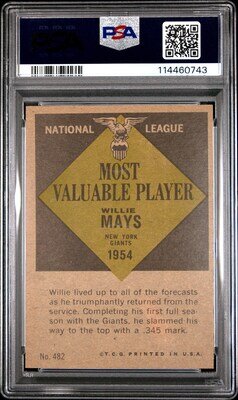 PSA
114460743
NATIONAL LEAGUE
MOST
VALUABLE PLAYER
WILLIE
MAYS
NEW YORK
GIANTS
1954
Willie lived up to all of the forecasts
as he triumphantly returned from the
service. Completing his first full sea-
son with the Giants, he slammed his
way to the top with a .345 mark.
No. 482
©T.C.G. PRINTED IN U.S.A.